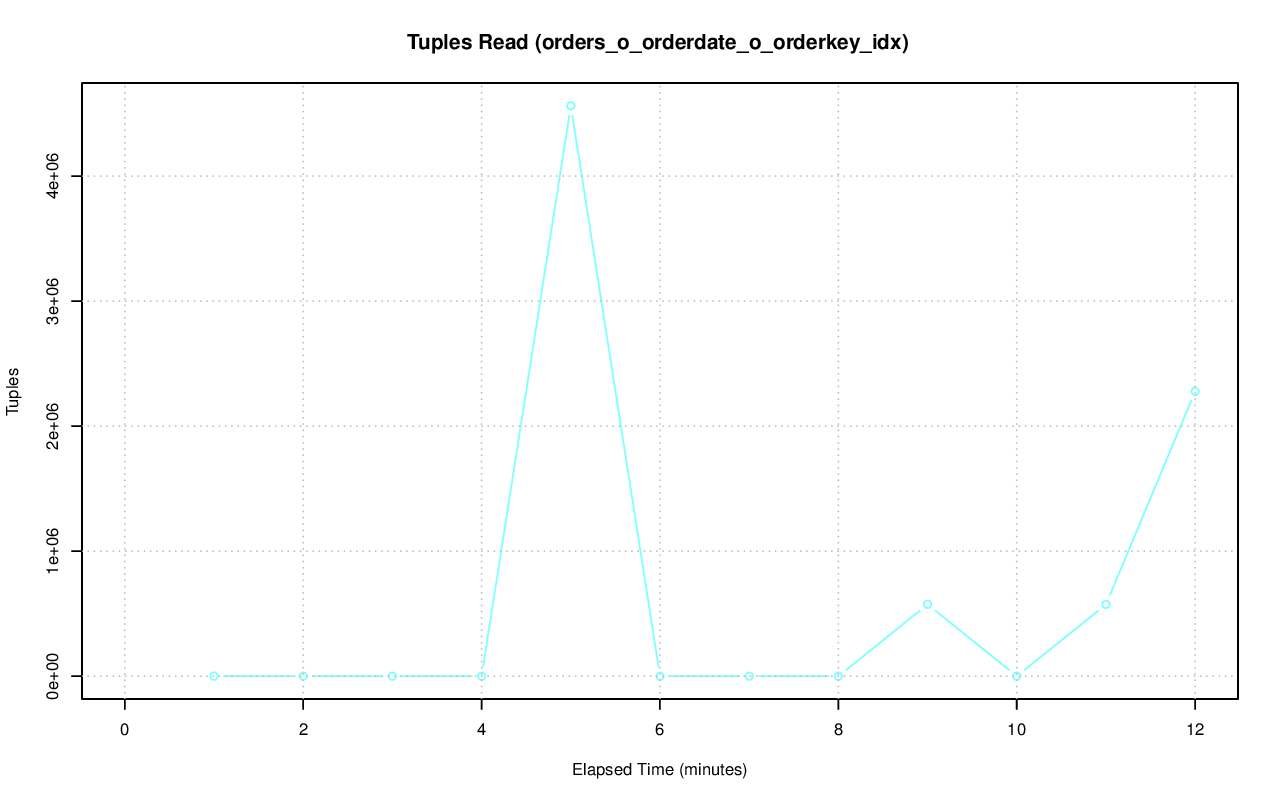 Tuples Read (orders_o_orderdate_o_orderkey_idx)
Tuples
4e+06
3e+06
2e+06
1e+06
0e+00
0 2 4 6 8 10 12
Elapsed Time (minutes)